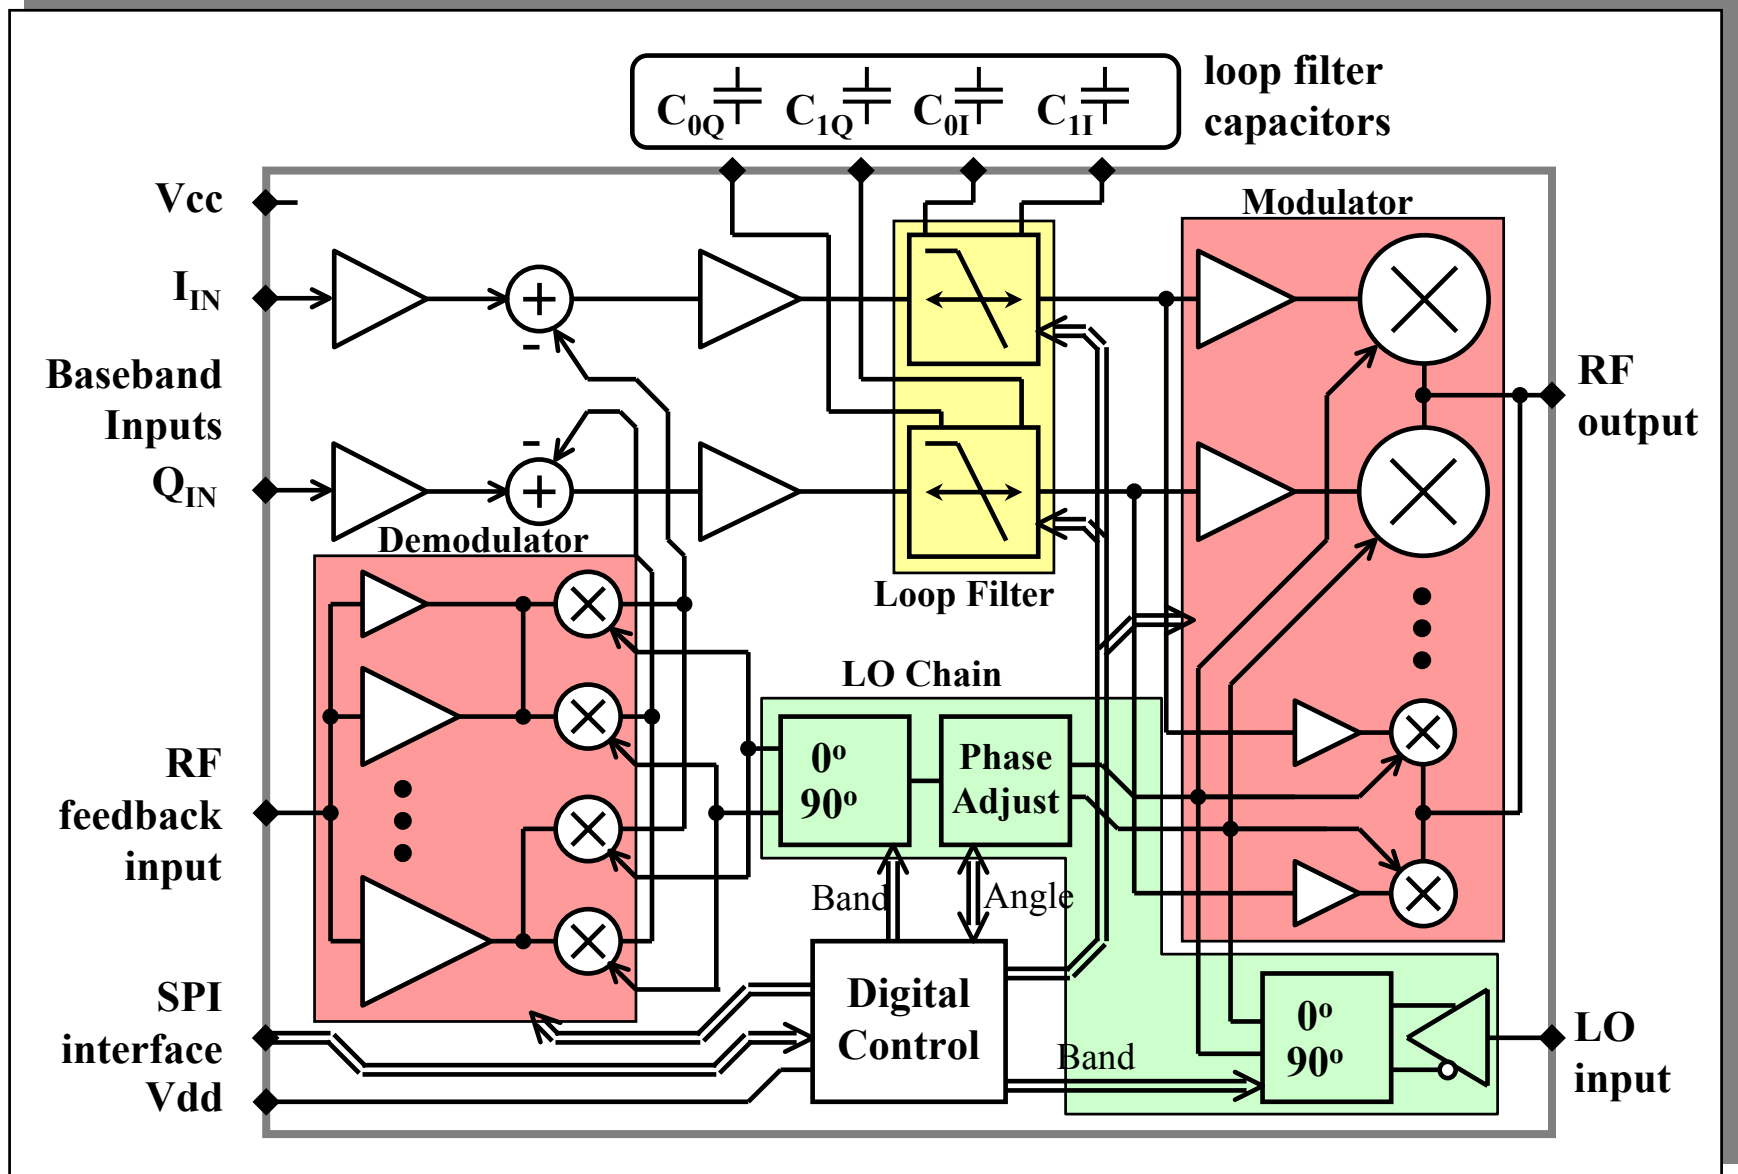 loop filter
capacitors
C0Q C1Q C0I C1I
Vcc
Modulator
IIN
+
-
Baseband
Inputs
RF
output
-
QIN
+
Demodulator
Loop Filter
LO Chain
RF
feedback
input
0o
90o
Phase
Adjust
Band
Angle
SPI
interface
Digital
Control
0o
90o
LO
input
Band
Vdd